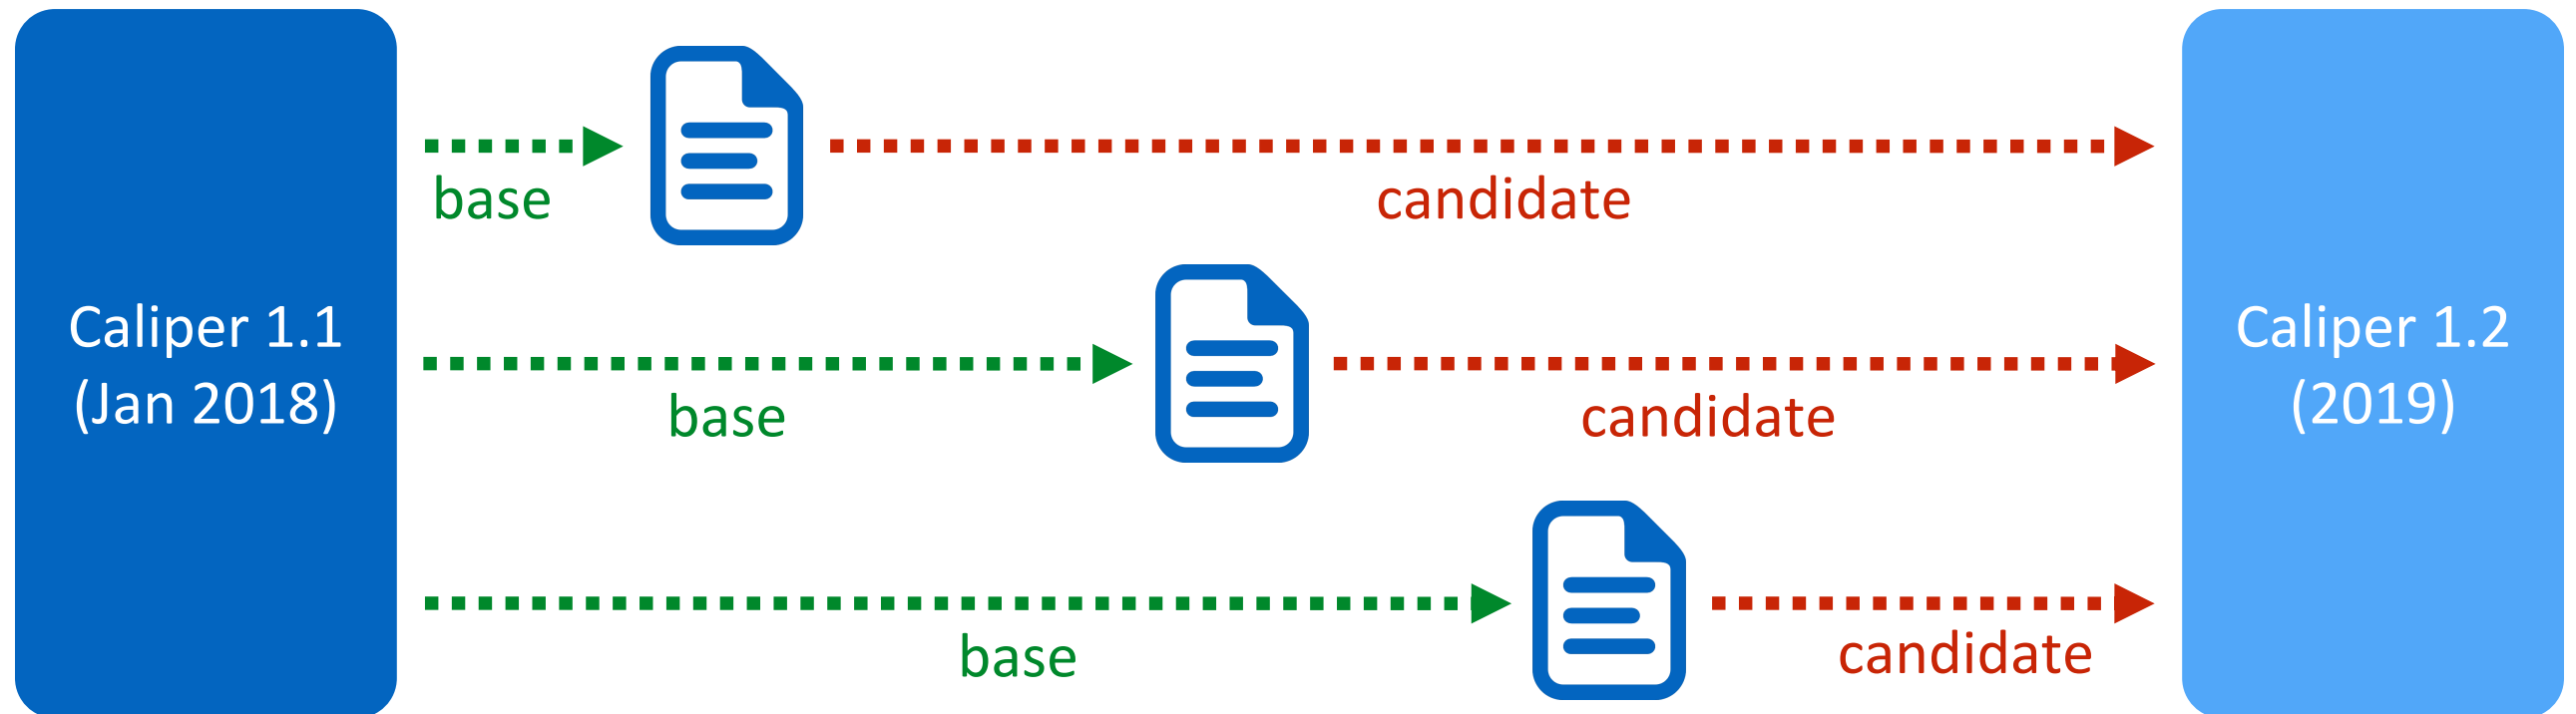 base
candidate
Caliper 1.1
(Jan 2018)
base
candidate
Caliper 1.2
(2019)
base
candidate